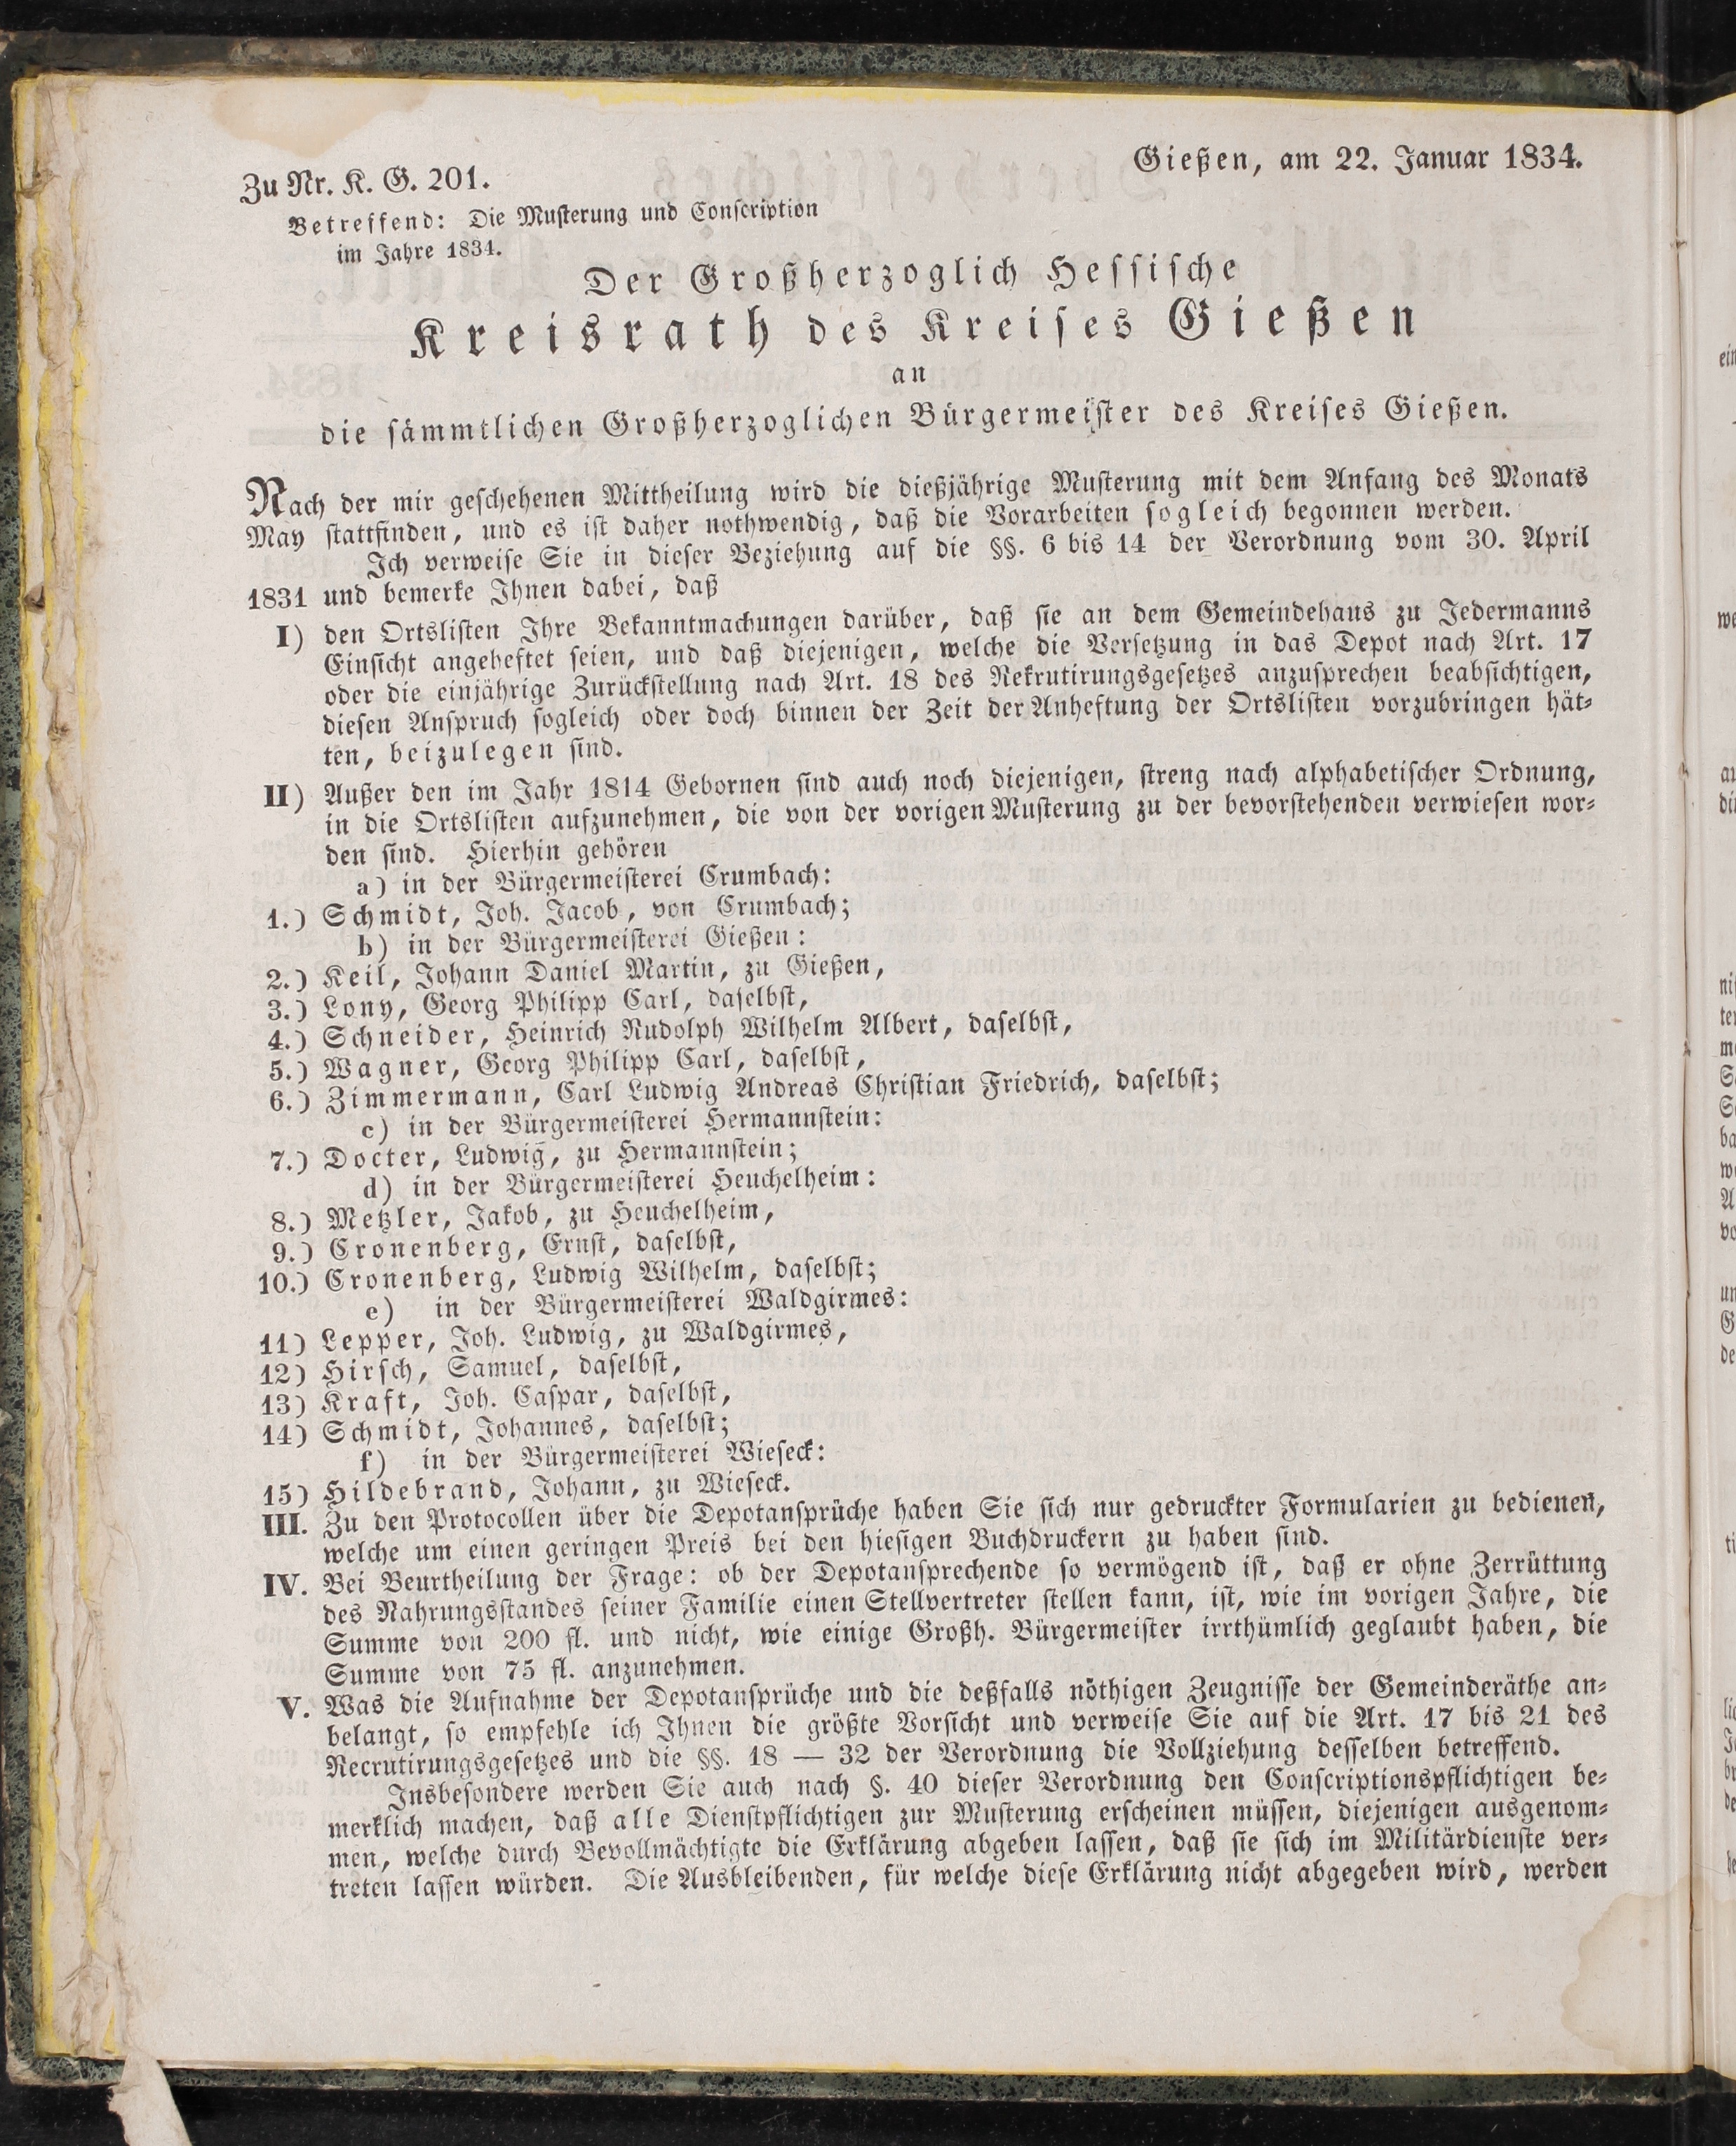 Gießen, am 22. Januar 1834.
Zu Nr. K. G. 201.
Betreffend: Die Muſterung und Conſcription
im Jahre 1834.
Der Großherzoglich Heſſiſche
Kreisrath des Kreiſes Gießen
an
die ſämmtlichen Großherzoglichen Bürgermeiſter des Kreiſes Gießen.
Nach der mir geſchehenen Mittheilung wird die dießjährige Muſterung mit dem Anfang des Monats
May ſtattfinden, und es iſt daher nothwendig, daß die Vorarbeiten ſogleich begonnen werden.
Ich verweiſe Sie in dieſer Beziehung auf die §§. 6 bis 14 der Verordnung vom 30. April
1831 und bemerke Ihnen dabei, daß
I) den Ortsliſten Ihre Bekanntmachungen darüber, daß ſie an dem Gemeindehaus zu Jedermanns
Einſicht angeheftet ſeien, und daß diejenigen, welche die Verſetzung in das Depot nach Art. 17
oder die einjährige Zurückſtellung nach Art. 18 des Rekrutirungsgeſetzes anzuſprechen beabſichtigen,
dieſen Anſpruch ſogleich oder doch binnen der Zeit der Anheftung der Ortsliſten vorzubringen hät⸗
ten, beizulegen ſind.
II) Außer den im Jahr 1814 Gebornen ſind auch noch diejenigen, ſtreng nach alphabetiſcher Ordnung,
in die Ortsliſten aufzunehmen, die von der vorigen Muſterung zu der bevorſtehenden verwieſen wor⸗
den ſind. Hierhin gehören
a) in der Bürgermeiſterei Crumbach:
1.) Schmidt, Joh. Jacob, von Crumbach;
b) in der Bürgermeiſterei Gießen:
2.) Keil, Johann Daniel Martin, zu Gießen,
3.) Lony, Georg Philipp Carl, daſelbſt,
4.) Schneider, Heinrich Rudolph Wilhelm Albert, daſelbſt,
5.) Wagner, Georg Philipp Carl, daſelbſt,
6.) Zimmermann, Carl Ludwig Andreas Chriſtian Friedrich, daſelbſt;
c) in der Bürgermeiſterei Hermannſtein:
7.) Docter, Ludwig, zu Hermannſtein;
d) in der Bürgermeiſterei Heuchelheim:
8.) Metzler, Jakob, zu Heuchelheim,
9.) Cronenberg, Ernſt, daſelbſt,
10.) Cronenberg, Ludwig Wilhelm, daſelbſt;
e) in der Bürgermeiſterei Waldgirmes:
11) Lepper, Joh. Ludwig, zu Waldgirmes,
12) Hirſch, Samuel, daſelbſt,
13) Kraft, Joh. Caſpar, daſelbſt,
14) Schmidt, Johannes, daſelbſt;
f) in der Bürgermeiſterei Wieſeck:
15) Hildebrand, Johann, zu Wieſeck.
III. Zu den Protocollen über die Depotanſprüche haben Sie ſich nur gedruckter Formularien zu bedienen,
welche um einen geringen Preis bei den hieſigen Buchdruckern zu haben ſind.
IV. Bei Beurtheilung der Frage: ob der Depotanſprechende ſo vermögend iſt, daß er ohne Zerrüttung
des Nahrungsſtandes ſeiner Familie einen Stellvertreter ſtellen kann, iſt, wie im vorigen Jahre, die
Summe von 200 fl. und nicht, wie einige Großh. Bürgermeiſter irrthümlich geglaubt haben, die
Summe von 75 fl. anzunehmen.
V. Was die Aufnahme der Depotanſprüche und die deßfalls nöthigen Zeugniſſe der Gemeinderäthe an⸗
belangt, ſo empfehle ich Ihnen die größte Vorſicht und verweiſe Sie auf die Art. 17 bis 21 des
Recrutirungsgeſetzes und die §§. 18 — 32 der Verordnung die Vollziehung deſſelben betreffend.
Insbeſondere werden Sie auch nach §. 40 dieſer Verordnung den Conſcriptionspflichtigen be⸗
merklich machen, daß alle Dienſtpflichtigen zur Muſterung erſcheinen müſſen, diejenigen ausgenom⸗
men, welche durch Bevollmächtigte die Erklärung abgeben laſſen, daß ſie ſich im Militärdienſte ver⸗
treten laſſen würden. Die Ausbleibenden, für welche dieſe Erklärung nicht abgegeben wird, werden